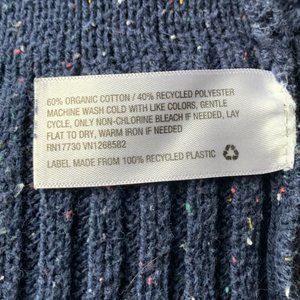 60% ORGANIC COTTON / 40% RECYCLED POLYESTER
MACHINE WASH COLD WITH LIKE COLORS, GENTLE
CYCLE, ONLY NON-CHLORINE BLEACH IF NEEDED, LAY
FLAT TO DRY, WARM IRON IF NEEDED
RN17730 VN1268582
LABEL MADE FROM 100% RECYCLED PLASTIC